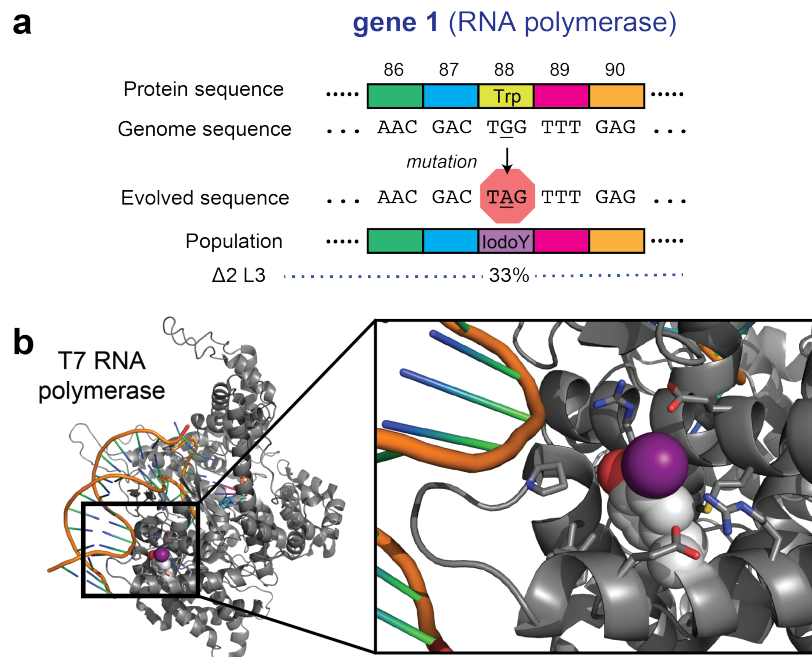 a
gene 1 (RNA polymerase)
86 87 88 89 90
Protein sequence ..... Trp .....
Genome sequence ... AAC GAC TGG TTT GAG ...
mutation
Evolved sequence ... AAC GAC TAG TTT GAG ...
Population ..... IodoY .....
Δ2 L3 33%
b
T7 RNA
polymerase